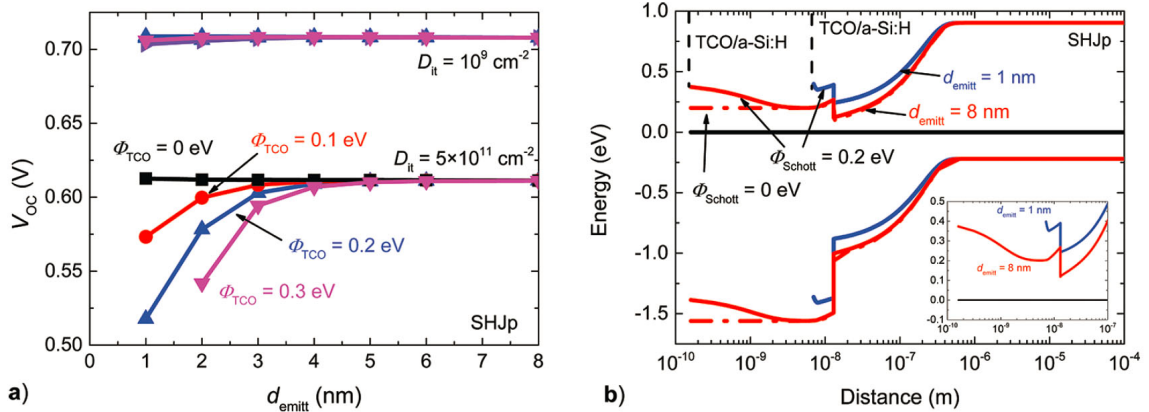 0.70
0.65
0.60
0.55
0.50
V_OC (V)
D_it = 10^9 cm^-2
Φ_TCO = 0 eV
Φ_TCO = 0.1 eV
D_it = 5×10^11 cm^-2
Φ_TCO = 0.2 eV
Φ_TCO = 0.3 eV
SHJp
0 1 2 3 4 5 6 7 8
a) d_emitt (nm)
1.0
0.5
0.0
-0.5
-1.0
-1.5
Energy (eV)
TCO/a-Si:H TCO/a-Si:H SHJp
d_emitt = 1 nm
d_emitt = 8 nm
Φ_Schott = 0.2 eV
Φ_Schott = 0 eV
0.5
0.4
0.3
0.2
0.1
0.0
-0.1
d_emitt = 1 nm
d_emitt = 8 nm
10^-10 10^-9 10^-8 10^-7
10^-10 10^-9 10^-8 10^-7 10^-6 10^-5 10^-4
b) Distance (m)